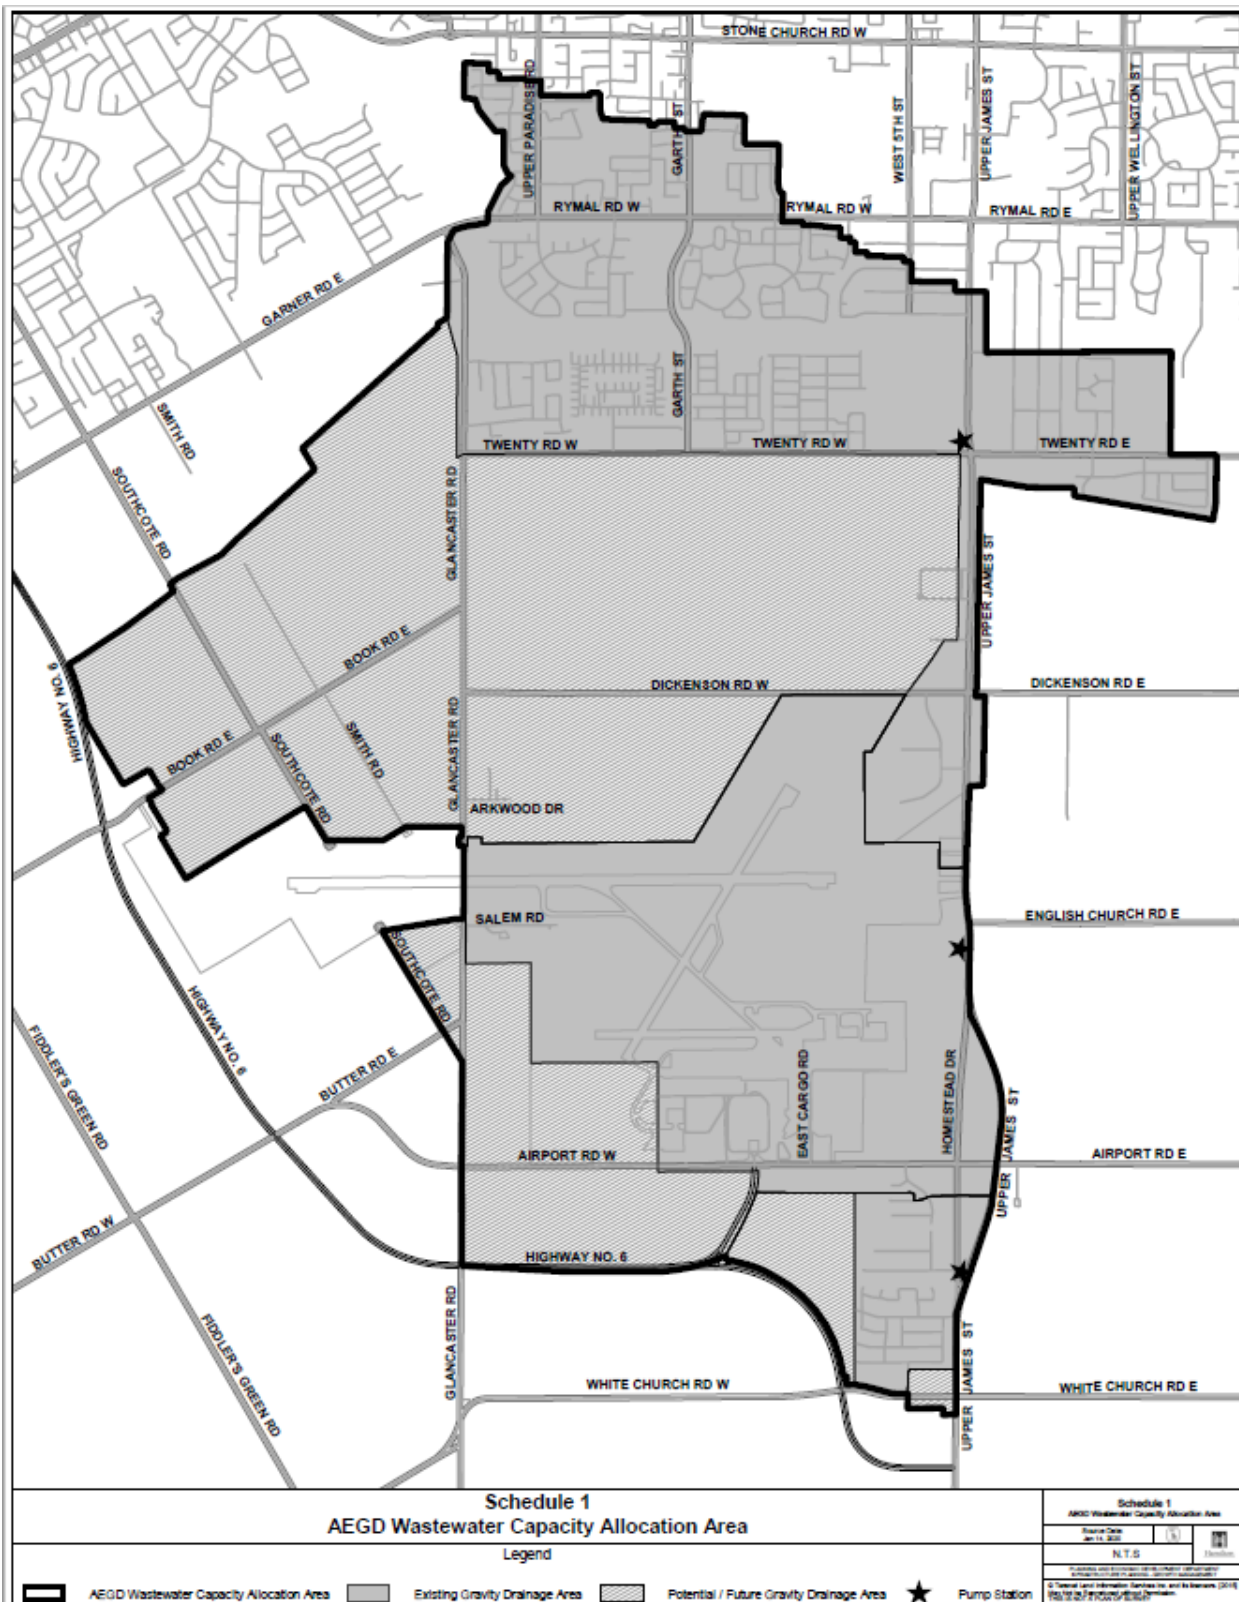 STONE CHURCH RD W
UPPER PARADISE RD
GARTH ST
WEST 5TH ST
UPPER JAMES ST
UPPER WELLINGTON ST
RYMAL RD W
RYMAL RD W
RYMAL RD E
GARNER RD E
SMITH RD
GARTH ST
TWENTY RD W
TWENTY RD W
TWENTY RD E
SOUTHCOTE RD
GLANCASTER RD
UPPER JAMES ST
BOOK RD E
HIGHWAY NO. 6
DICKENSON RD W
DICKENSON RD E
BOOK RD E
SOUTHCOTE RD
SMITH RD
GLANCASTER RD
ARKWOOD DR
SALEM RD
ENGLISH CHURCH RD E
SOUTHCOTE RD
HIGHWAY NO. 6
FIDDLER'S GREEN RD
BUTTER RD E
EAST CARGO RD
HOMESTEAD DR
UPPER JAMES ST
AIRPORT RD W
AIRPORT RD E
BUTTER RD W
HIGHWAY NO. 6
GLANCASTER RD
FIDDLER'S GREEN RD
UPPER JAMES ST
WHITE CHURCH RD W
WHITE CHURCH RD E
Schedule 1
AEGD Wastewater Capacity Allocation Area
Legend
AEGD Wastewater Capacity Allocation Area
Existing Gravity Drainage Area
Potential / Future Gravity Drainage Area
Pump Station
Schedule 1
AEGD Wastewater Capacity Allocation Area
N.T.S
Hamilton